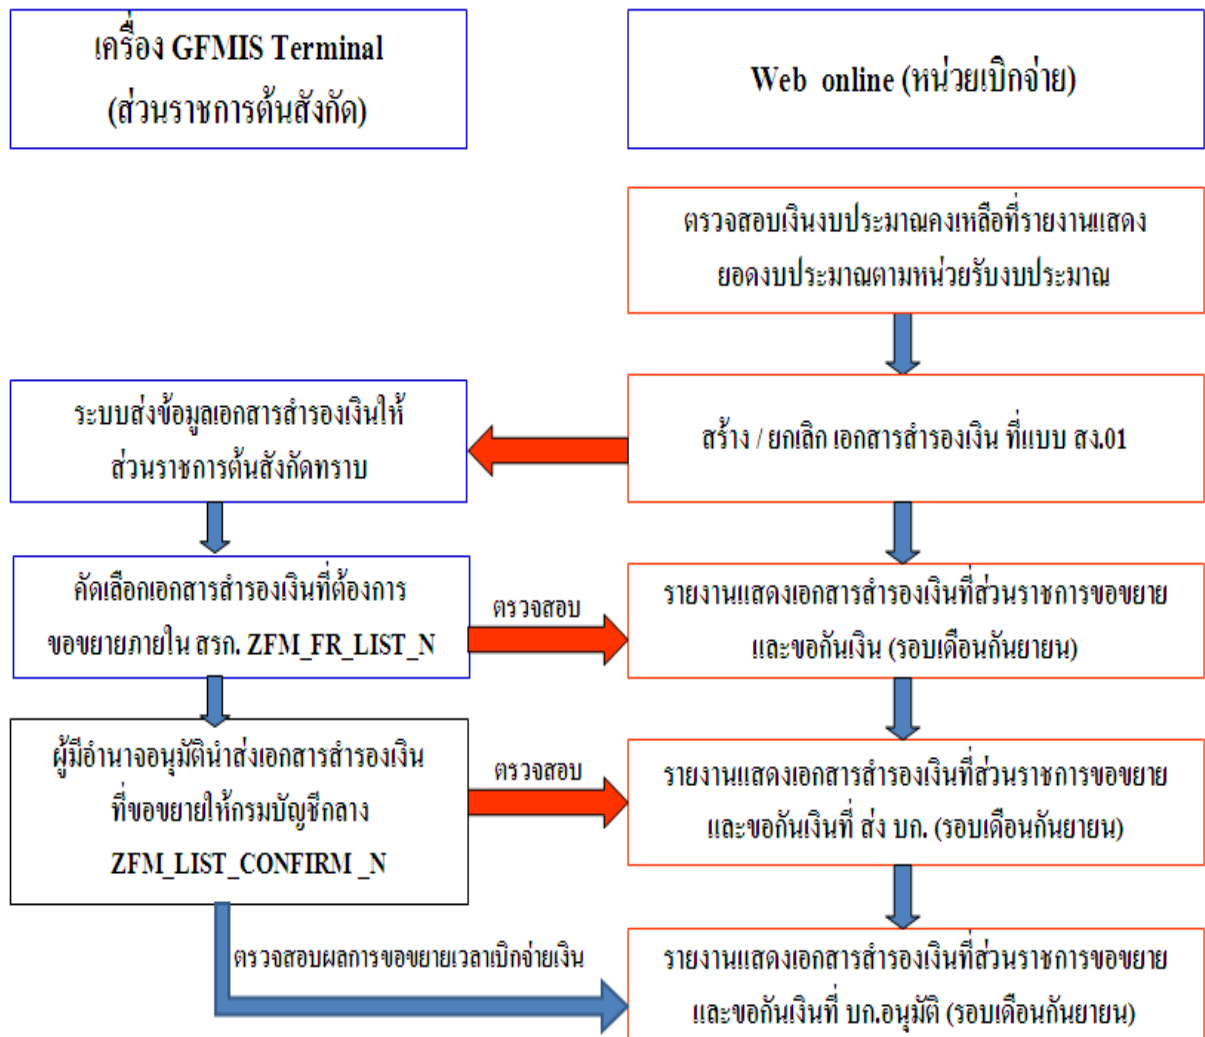 เครื่อง GFMIS Terminal
(ส่วนราชการต้นสังกัด)
Web online (หน่วยเบิกจ่าย)
ตรวจสอบเงินงบประมาณคงเหลือที่รายงานแสดง
ยอดงบประมาณตามหน่วยรับงบประมาณ
ระบบส่งข้อมูลเอกสารสำรองเงินให้
ส่วนราชการต้นสังกัดทราบ
สร้าง / ยกเลิก เอกสารสำรองเงิน ที่แบบ สง.01
คัดเลือกเอกสารสำรองเงินที่ต้องการ
ขอขยายภายใน สรก. ZFM_FR_LIST_N
ตรวจสอบ
รายงานแสดงเอกสารสำรองเงินที่ส่วนราชการขอขยาย
และขอกันเงิน (รอบเดือนกันยายน)
ผู้มีอำนาจอนุมัตินำส่งเอกสารสำรองเงิน
ที่ขอขยายให้กรมบัญชีกลาง
ZFM_LIST_CONFIRM _N
ตรวจสอบ
รายงานแสดงเอกสารสำรองเงินที่ส่วนราชการขอขยาย
และขอกันเงินที่ ส่ง บก. (รอบเดือนกันยายน)
ตรวจสอบผลการขอขยายเวลาเบิกจ่ายเงิน
รายงานแสดงเอกสารสำรองเงินที่ส่วนราชการขอขยาย
และขอกันเงินที่ บก.อนุมัติ (รอบเดือนกันยายน)